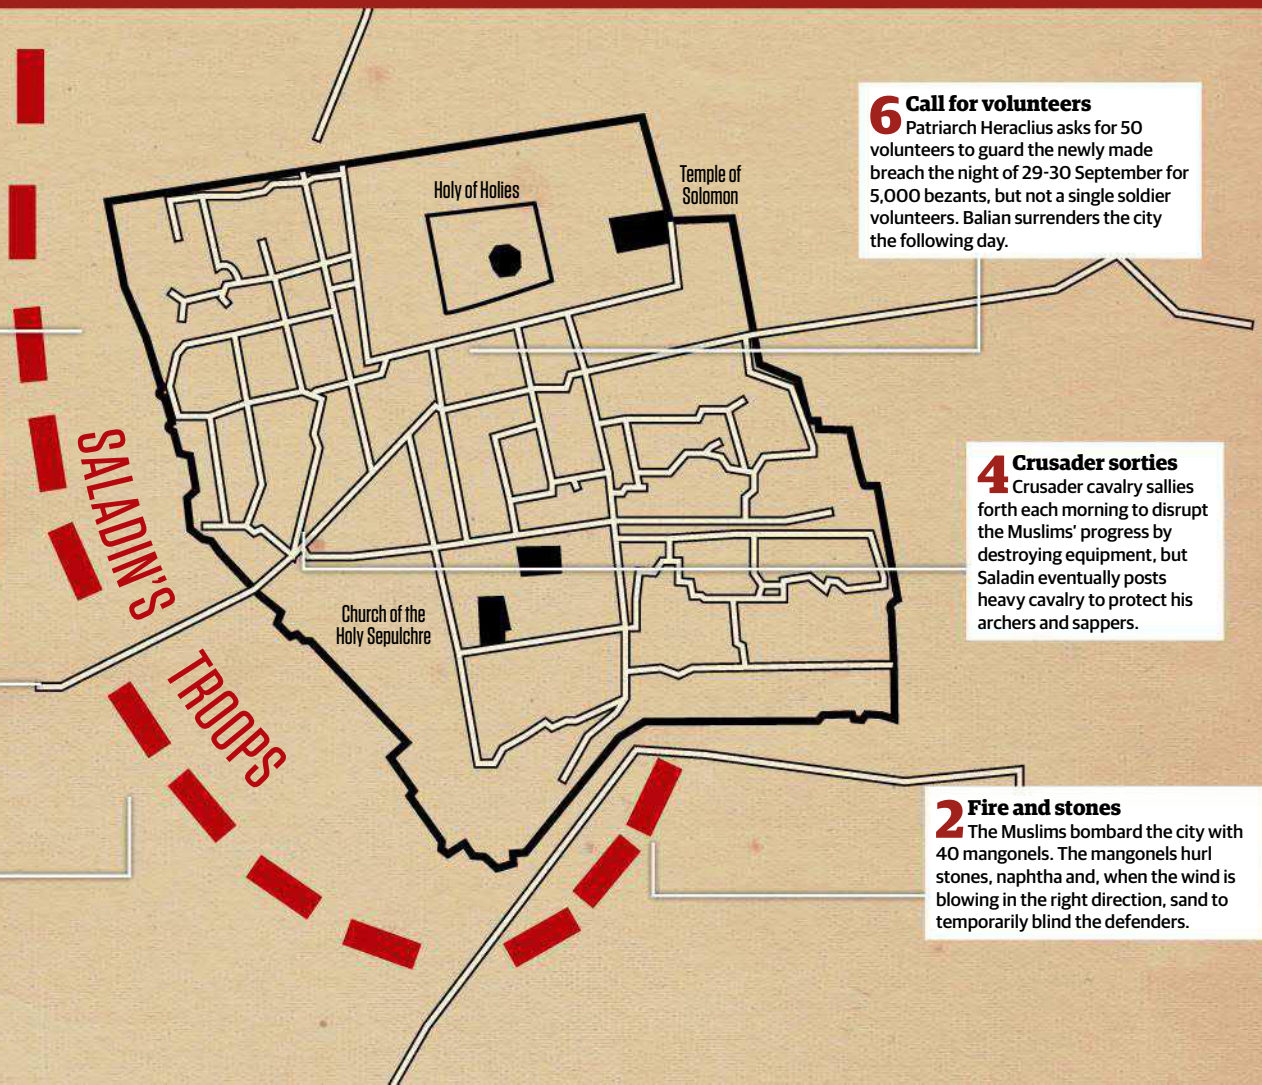 Holy of Holies
Temple of
Solomon
6 Call for volunteers
Patriarch Heraclius asks for 50
volunteers to guard the newly made
breach the night of 29-30 September for
5,000 bezants, but not a single soldier
volunteers. Balian surrenders the city
the following day.
SALADIN'S
TROOPS
4 Crusader sorties
Crusader cavalry sallies
forth each morning to disrupt
the Muslims' progress by
destroying equipment, but
Saladin eventually posts
heavy cavalry to protect his
archers and sappers.
Church of the
Holy Sepulchre
2 Fire and stones
The Muslims bombard the city with
40 mangonels. The mangonels hurl
stones, naphtha and, when the wind is
blowing in the right direction, sand to
temporarily blind the defenders.